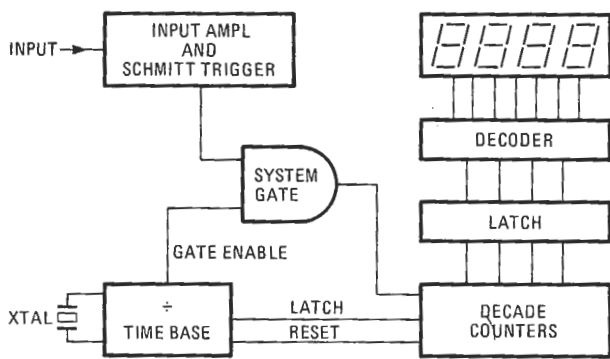 INPUT
INPUT AMPL
AND
SCHMITT TRIGGER
8888
DECODER
SYSTEM
GATE
LATCH
GATE ENABLE
XTAL
÷
TIME BASE
LATCH
RESET
DECADE
COUNTERS